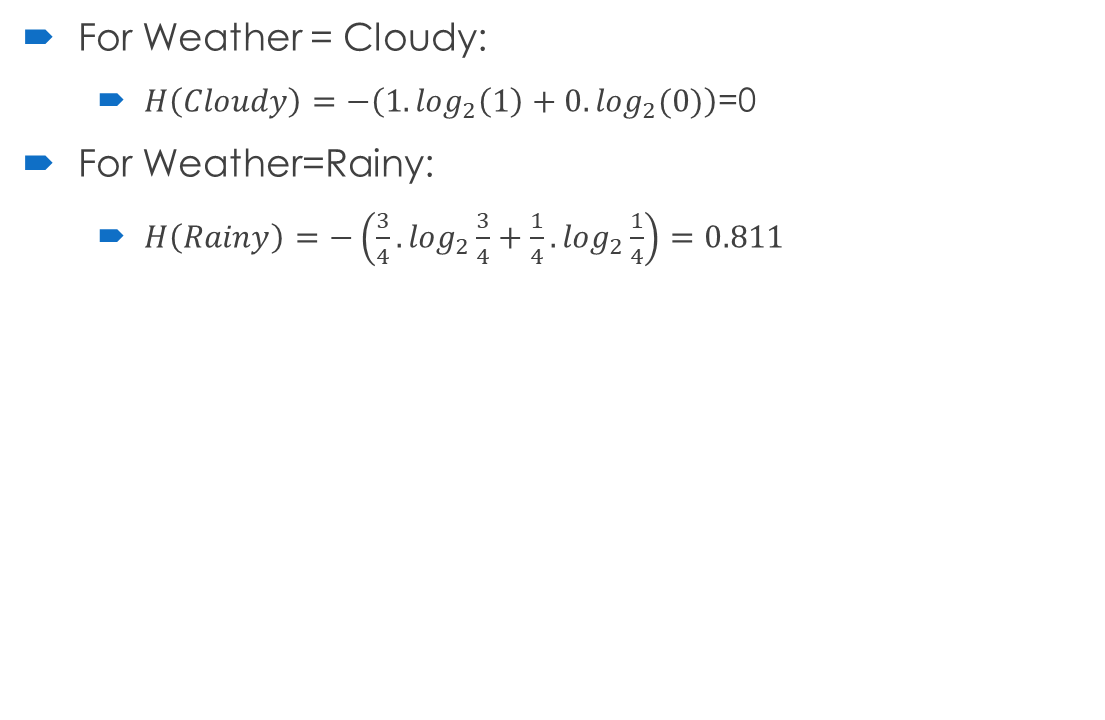 For Weather = Cloudy:
H(Cloudy) = −(1. log₂(1) + 0. log₂(0))=0
For Weather=Rainy:
H(Rainy) = − (3/4 . log₂ 3/4 + 1/4 . log₂ 1/4) = 0.811